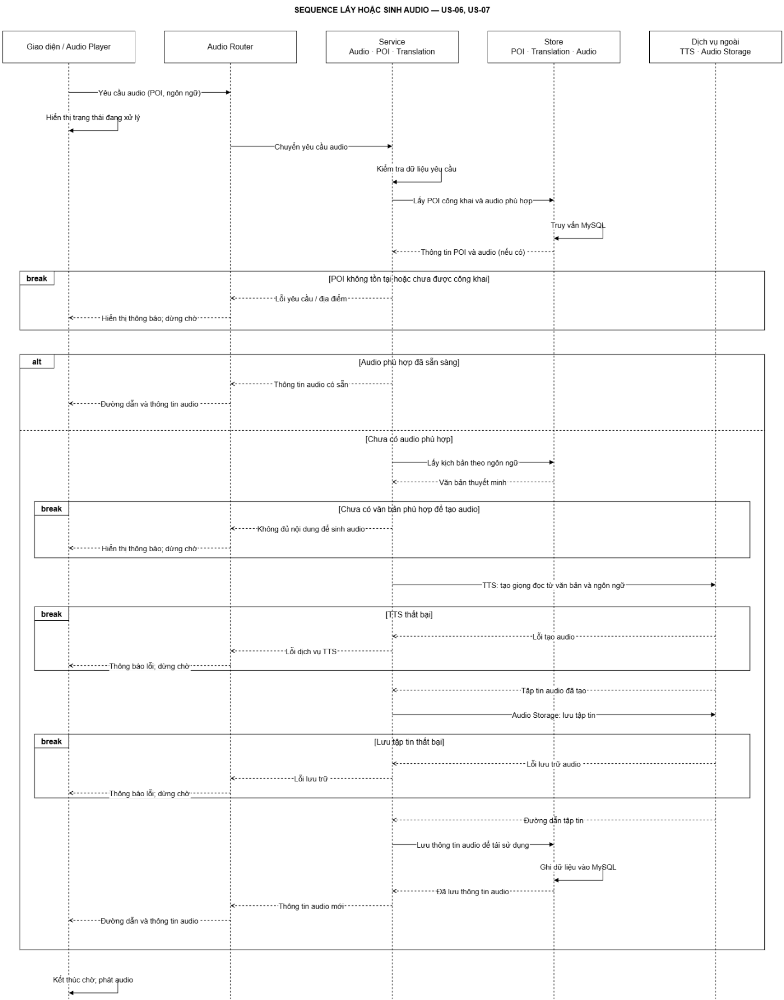 SEQUENCE LẤY HOẶC SINH AUDIO — US-06, US-07
Giao diện / Audio Player
Audio Router
Service
Audio · POI · Translation
Store
POI · Translation · Audio
Dịch vụ ngoài
TTS · Audio Storage
Yêu cầu audio (POI, ngôn ngữ)
Hiển thị trạng thái đang xử lý
Chuyển yêu cầu audio
Kiểm tra dữ liệu yêu cầu
Lấy POI công khai và audio phù hợp
Truy vấn MySQL
Thông tin POI và audio (nếu có)
break
[POI không tồn tại hoặc chưa được công khai]
Lỗi yêu cầu / địa điểm
Hiển thị thông báo; dừng chờ
alt
[Audio phù hợp đã sẵn sàng]
Thông tin audio có sẵn
Đường dẫn và thông tin audio
[Chưa có audio phù hợp]
Lấy kịch bản theo ngôn ngữ
Văn bản thuyết minh
break
[Chưa có văn bản phù hợp để tạo audio]
Không đủ nội dung để sinh audio
Hiển thị thông báo; dừng chờ
TTS: tạo giọng đọc từ văn bản và ngôn ngữ
break
[TTS thất bại]
Lỗi tạo audio
Lỗi dịch vụ TTS
Thông báo lỗi; dừng chờ
Tập tin audio đã tạo
Audio Storage: lưu tập tin
break
[Lưu tập tin thất bại]
Lỗi lưu trữ audio
Lỗi lưu trữ
Thông báo lỗi; dừng chờ
Đường dẫn tập tin
Lưu thông tin audio để tái sử dụng
Ghi dữ liệu vào MySQL
Đã lưu thông tin audio
Thông tin audio mới
Đường dẫn và thông tin audio
Kết thúc chờ; phát audio